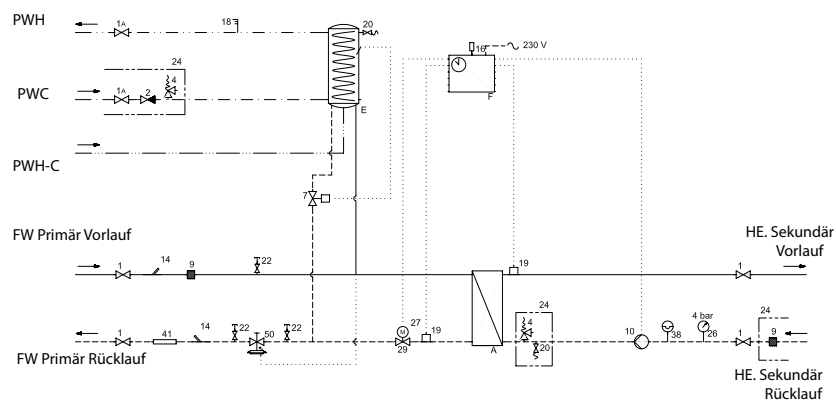 PWH
1A
18
20
16
230 V
24
4
PWC
1A
2
E
F
PWH-C
7
FW Primär Vorlauf
HE. Sekundär
Vorlauf
1
14
9
22
19
1
24
4 bar
24
1
41
14
22
50
22
27
M
29
19
A
4
20
10
38
26
1
9
FW Primär Rücklauf
HE. Sekundär
Rücklauf